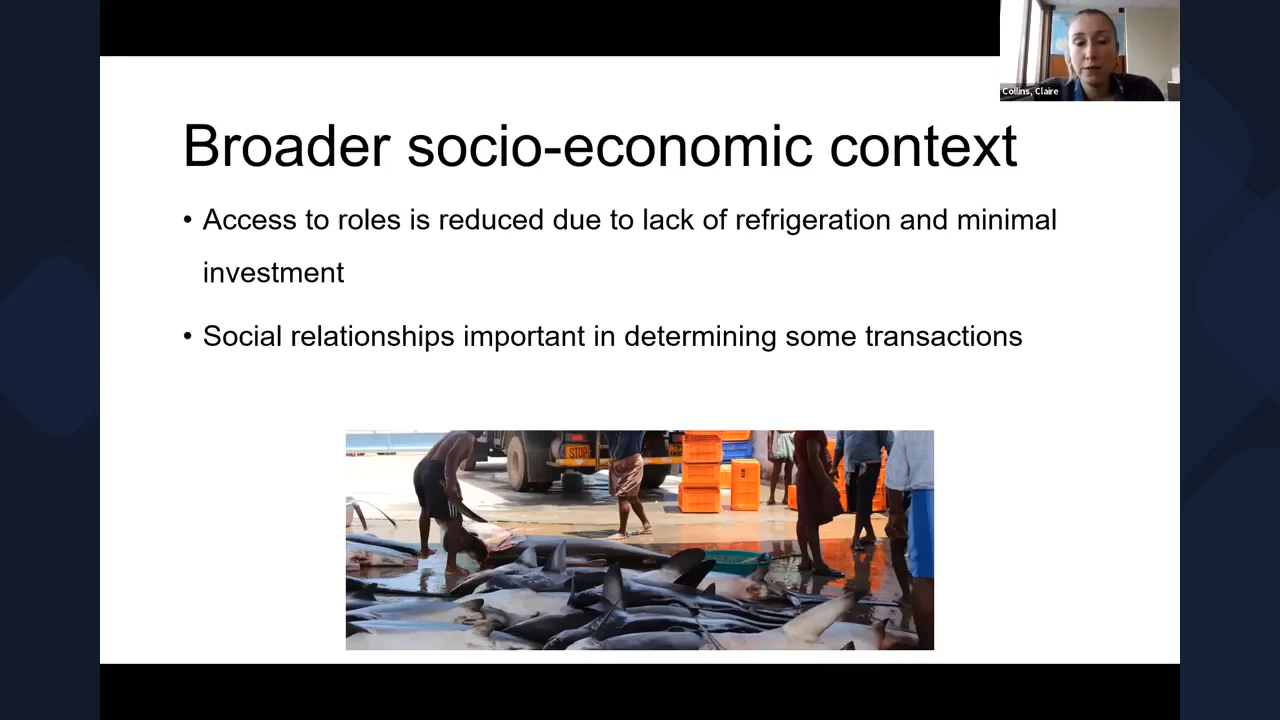 Collins, Claire
Broader socio-economic context
• Access to roles is reduced due to lack of refrigeration and minimal
investment
• Social relationships important in determining some transactions
STOP